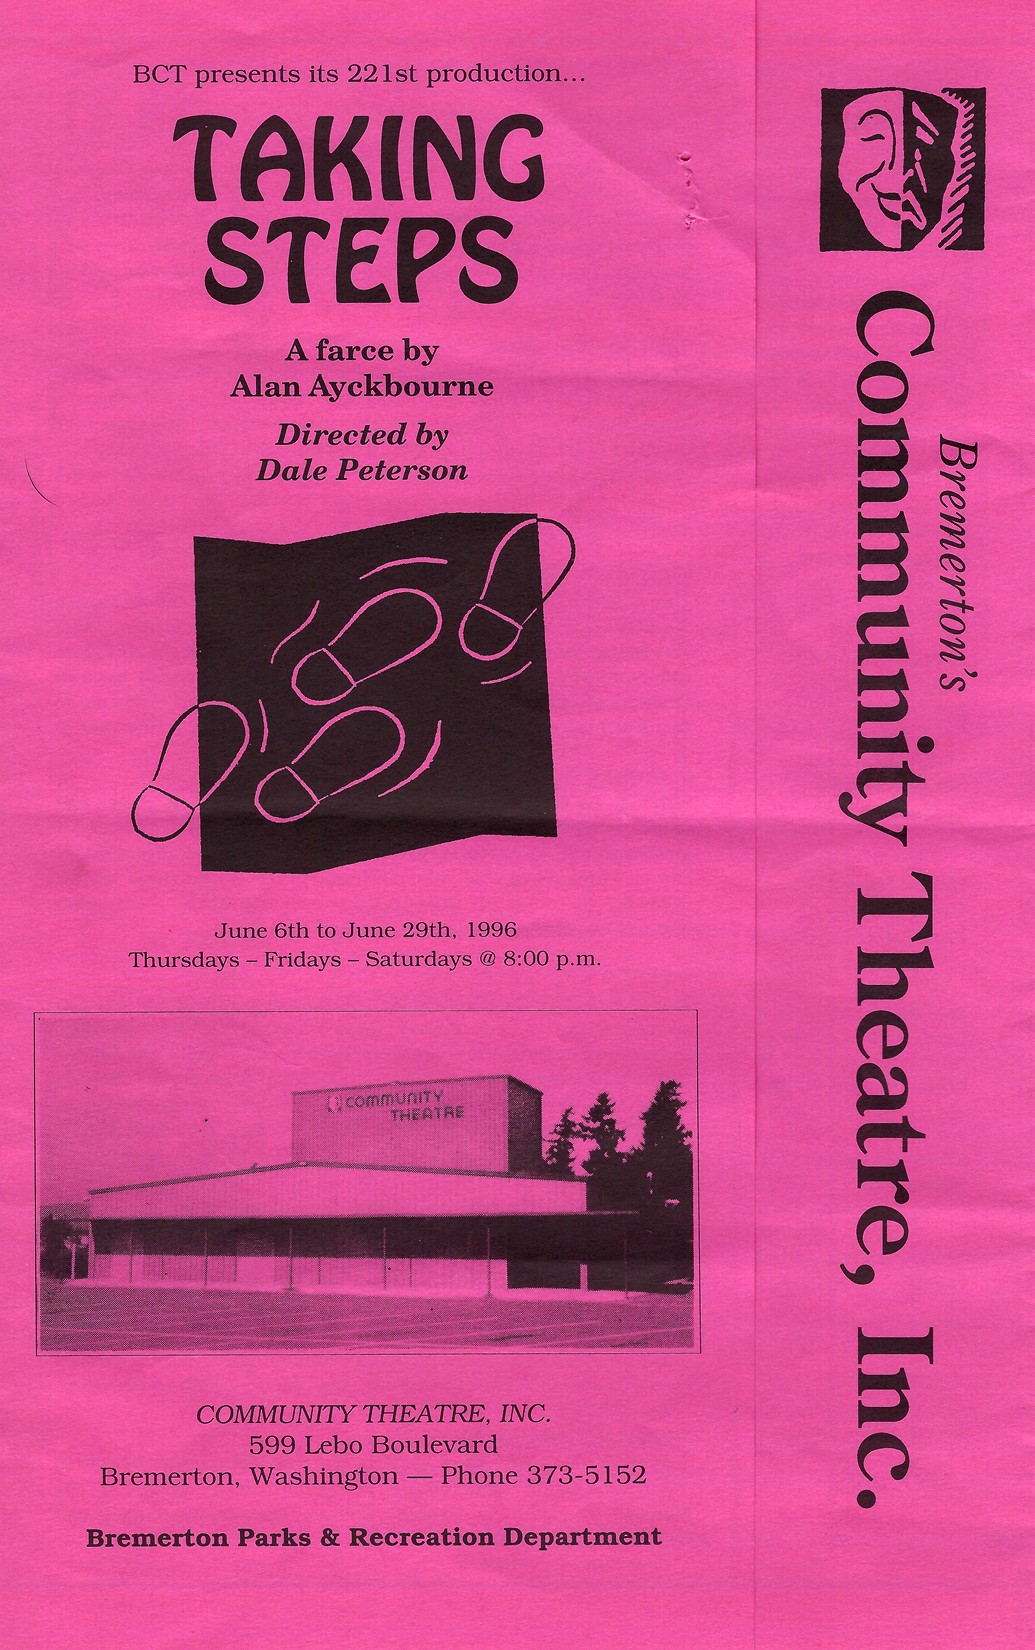 BCT presents its 221st production...
TAKING
STEPS
A farce by
Alan Ayckbourne
Directed by
Dale Peterson
June 6th to June 29th, 1996
Thursdays – Fridays – Saturdays @ 8:00 p.m.
COMMUNITY
THEATRE
COMMUNITY THEATRE, INC.
599 Lebo Boulevard
Bremerton, Washington — Phone 373-5152
Bremerton Parks & Recreation Department
Bremerton's
Community Theatre, Inc.